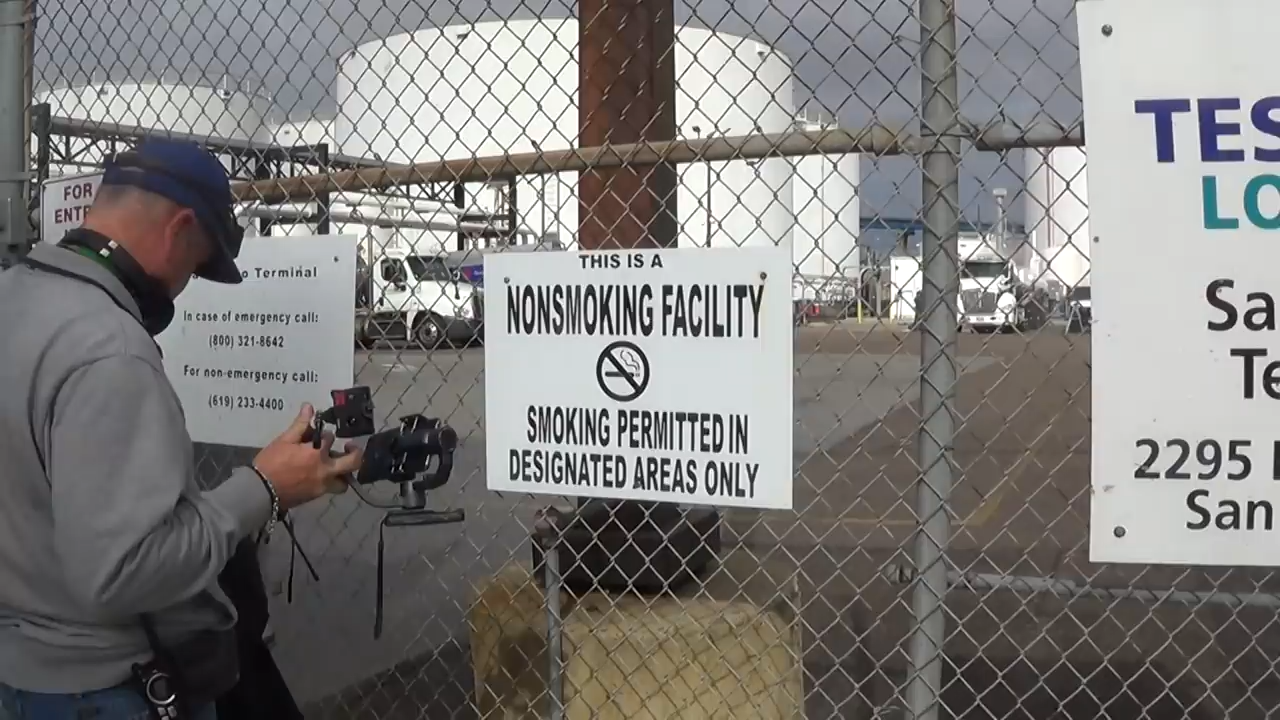 FOR
ENTR
o Terminal
In case of emergency call:
(800) 321-8642
For non-emergency call:
(619) 233-4400
THIS IS A
NONSMOKING FACILITY
SMOKING PERMITTED IN
DESIGNATED AREAS ONLY
TES
LO
Sa
Te
2295
San